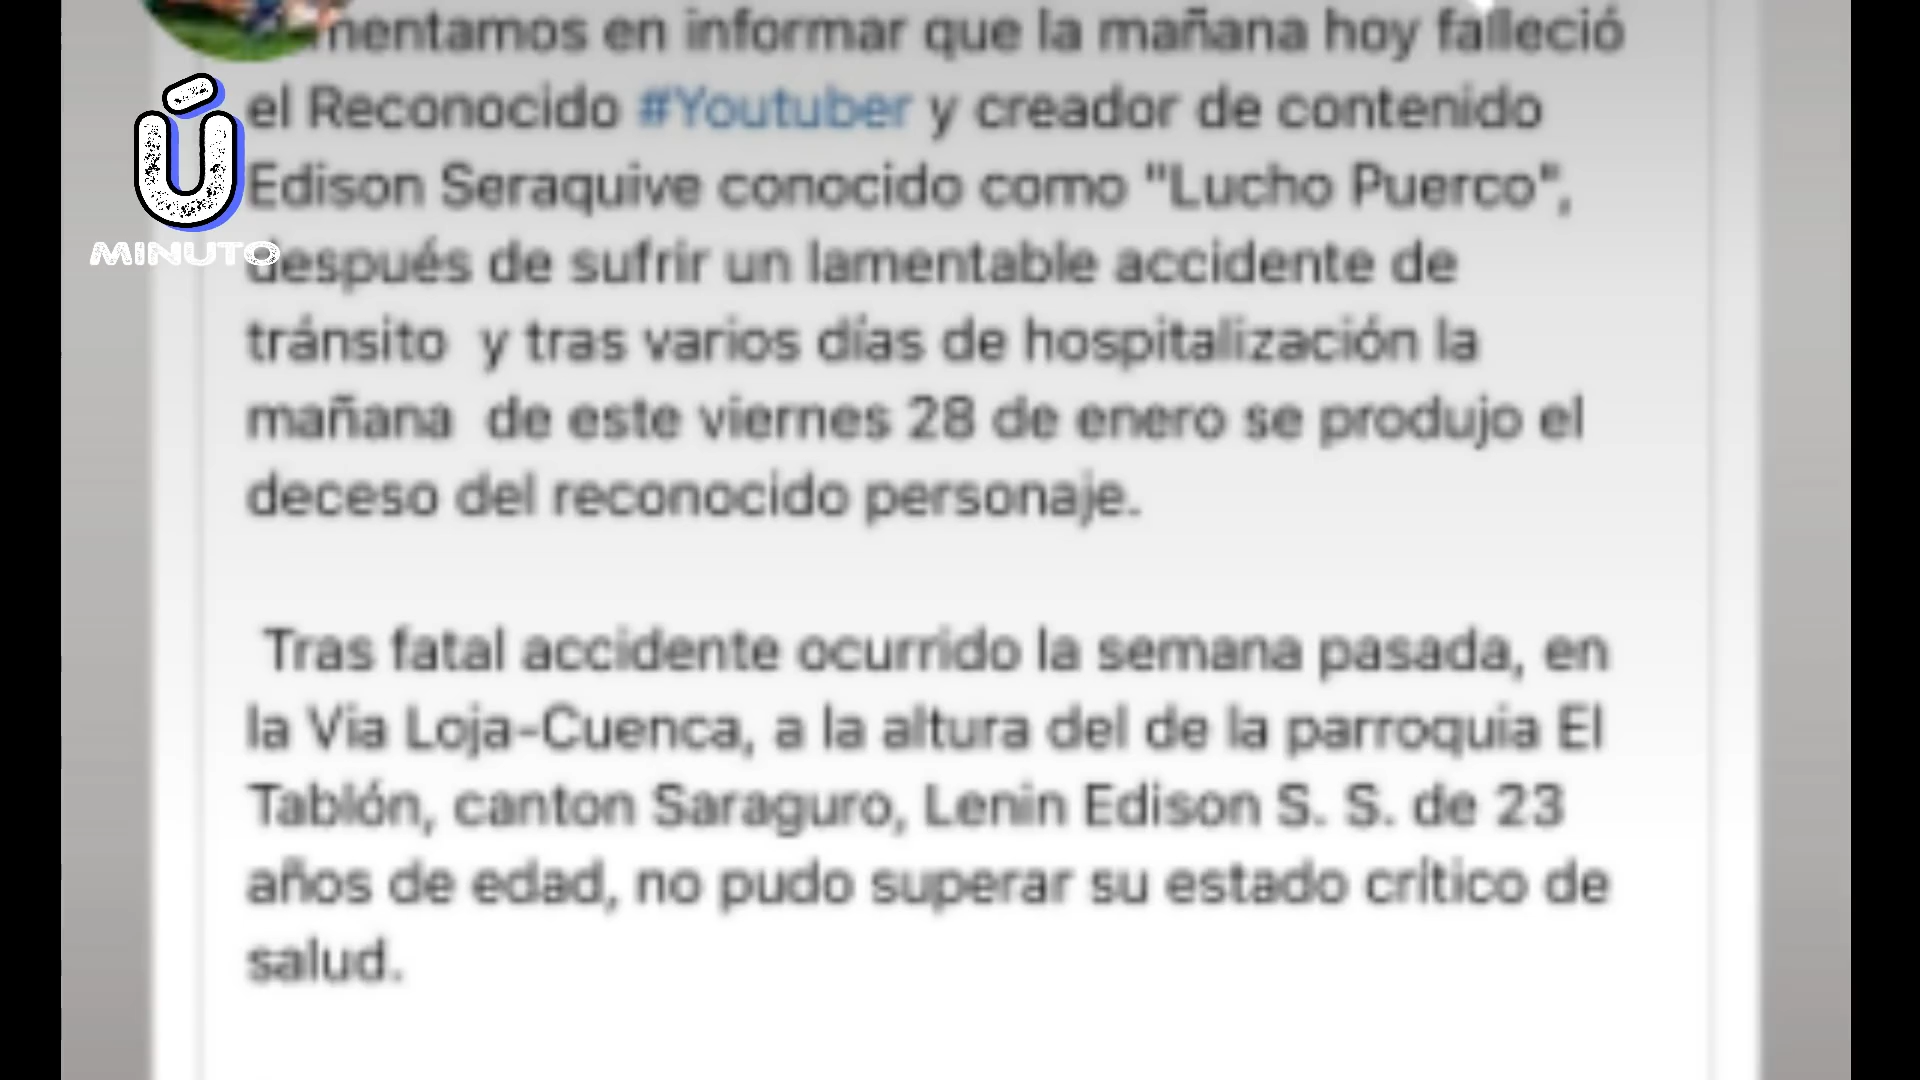 mentamos en informar que la mañana hoy falleció
el Reconocido #Youtuber y creador de contenido
Edison Seraquive conocido como "Lucho Puerco",
después de sufrir un lamentable accidente de
tránsito y tras varios días de hospitalización la
mañana de este viernes 28 de enero se produjo el
deceso del reconocido personaje.
Tras fatal accidente ocurrido la semana pasada, en
la Via Loja-Cuenca, a la altura del de la parroquia El
Tablón, canton Saraguro, Lenin Edison S. S. de 23
años de edad, no pudo superar su estado crítico de
salud.
Ú
MINUTO